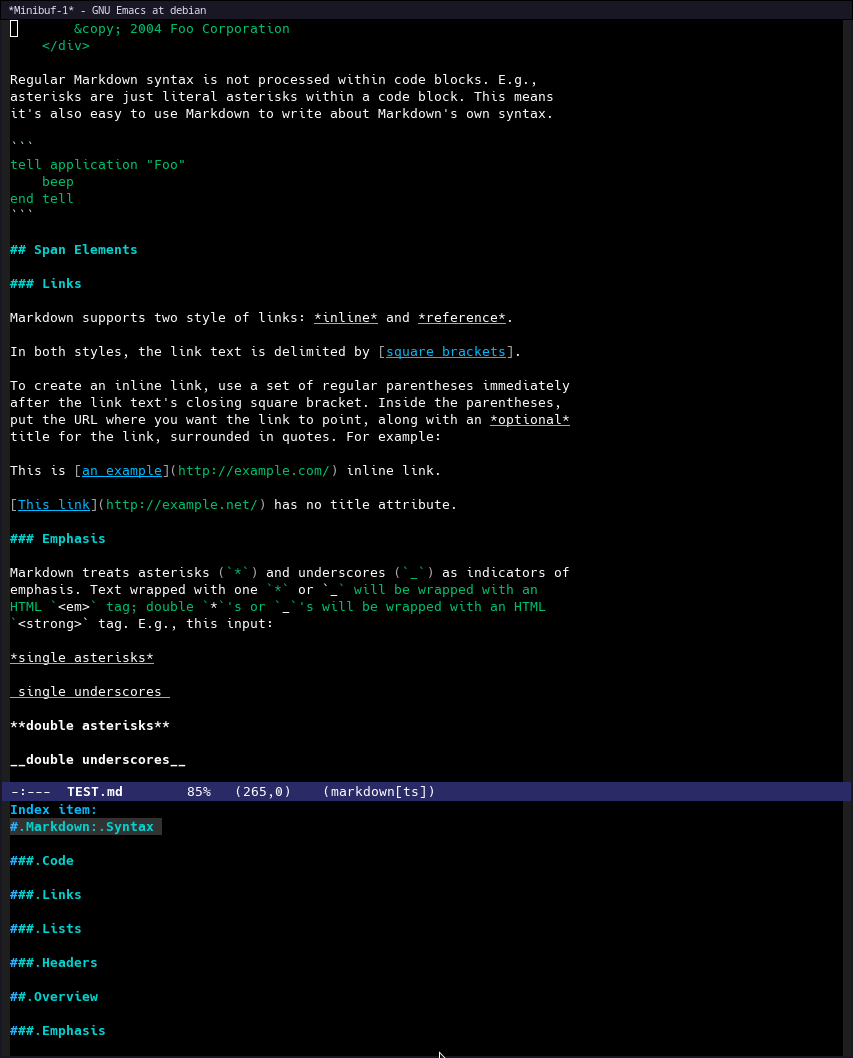 *Minibuf-1* - GNU Emacs at debian
        &copy; 2004 Foo Corporation
    </div>

Regular Markdown syntax is not processed within code blocks. E.g.,
asterisks are just literal asterisks within a code block. This means
it's also easy to use Markdown to write about Markdown's own syntax.

```
tell application "Foo"
    beep
end tell
```

## Span Elements

### Links

Markdown supports two style of links: *inline* and *reference*.

In both styles, the link text is delimited by [square brackets].

To create an inline link, use a set of regular parentheses immediately
after the link text's closing square bracket. Inside the parentheses,
put the URL where you want the link to point, along with an *optional*
title for the link, surrounded in quotes. For example:

This is [an example](http://example.com/) inline link.

[This link](http://example.net/) has no title attribute.

### Emphasis

Markdown treats asterisks (`*`) and underscores (`_`) as indicators of
emphasis. Text wrapped with one `*` or `_` will be wrapped with an
HTML `<em>` tag; double `*`'s or `_`'s will be wrapped with an HTML
`<strong>` tag. E.g., this input:

*single asterisks*

_single underscores_

**double asterisks**

__double underscores__

-:---  TEST.md        85%   (265,0)    (markdown[ts])
Index item:
#.Markdown:.Syntax

###.Code

###.Links

###.Lists

###.Headers

##.Overview

###.Emphasis